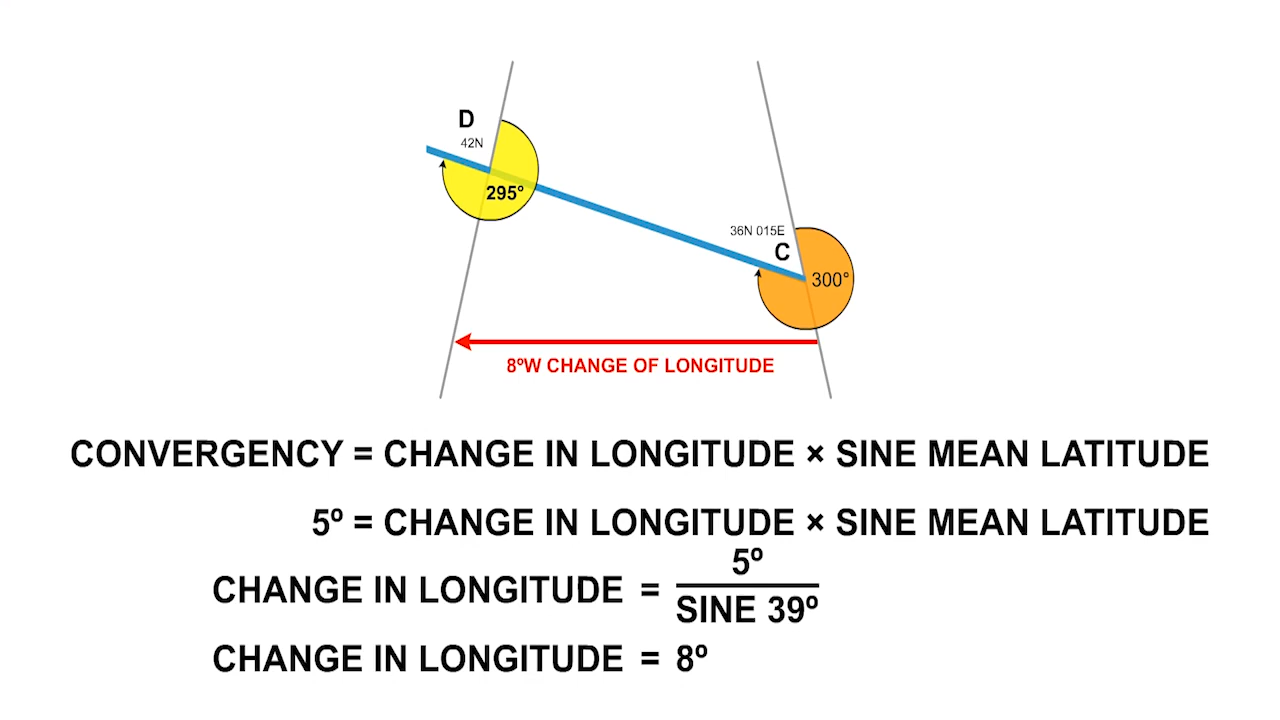 D
42N
295º
36N 015E
C
300°
8ºW CHANGE OF LONGITUDE
CONVERGENCY = CHANGE IN LONGITUDE × SINE MEAN LATITUDE
5º = CHANGE IN LONGITUDE × SINE MEAN LATITUDE
5º
CHANGE IN LONGITUDE =
SINE 39º
CHANGE IN LONGITUDE = 8º